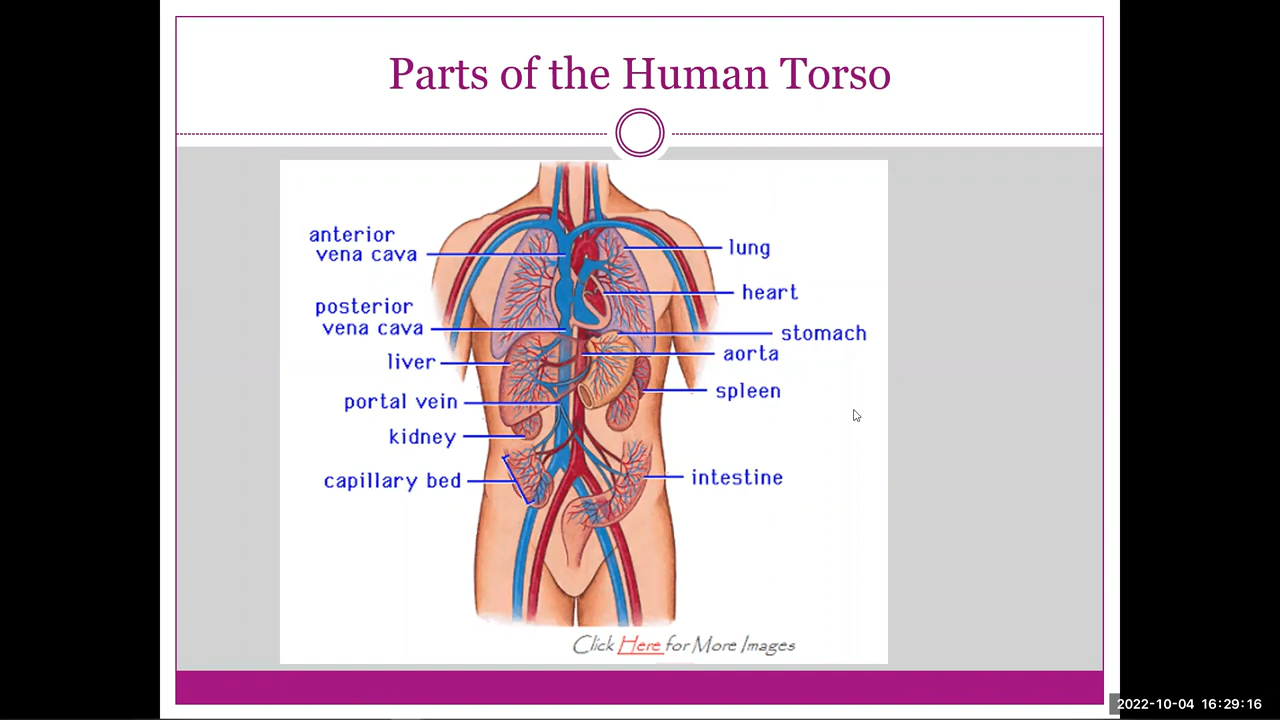 Parts of the Human Torso
anterior
vena cava
posterior
vena cava
liver
portal vein
kidney
capillary bed
lung
heart
stomach
aorta
spleen
intestine
Click Here for More Images
2022-10-04 16:29:16